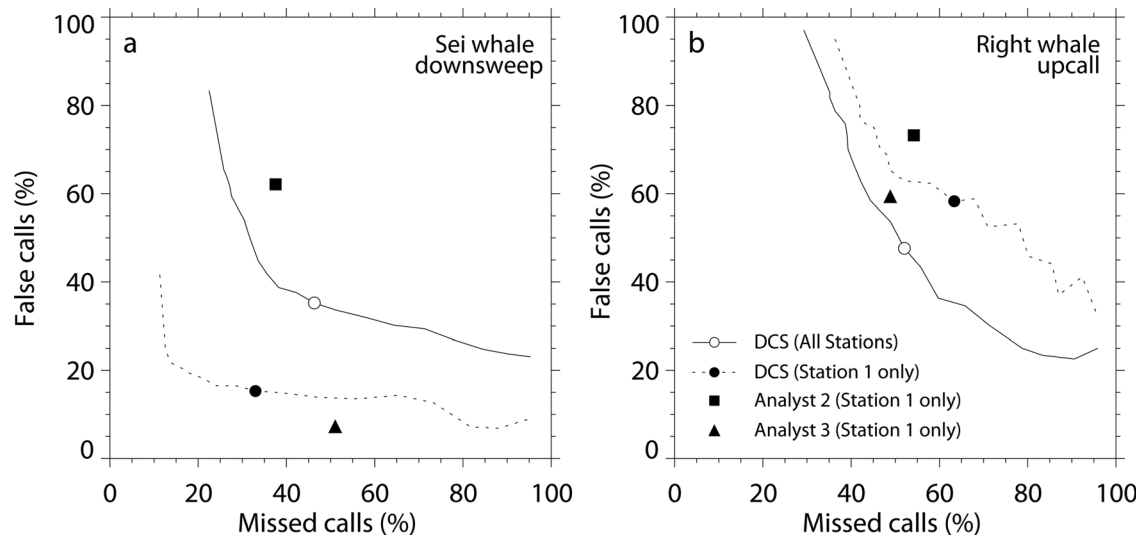 a
Sei whale
downsweep
100
80
60
40
20
0
False calls (%)
0 20 40 60 80 100
Missed calls (%)
b
Right whale
upcall
100
80
60
40
20
0
False calls (%)
DCS (All Stations)
DCS (Station 1 only)
Analyst 2 (Station 1 only)
Analyst 3 (Station 1 only)
0 20 40 60 80 100
Missed calls (%)